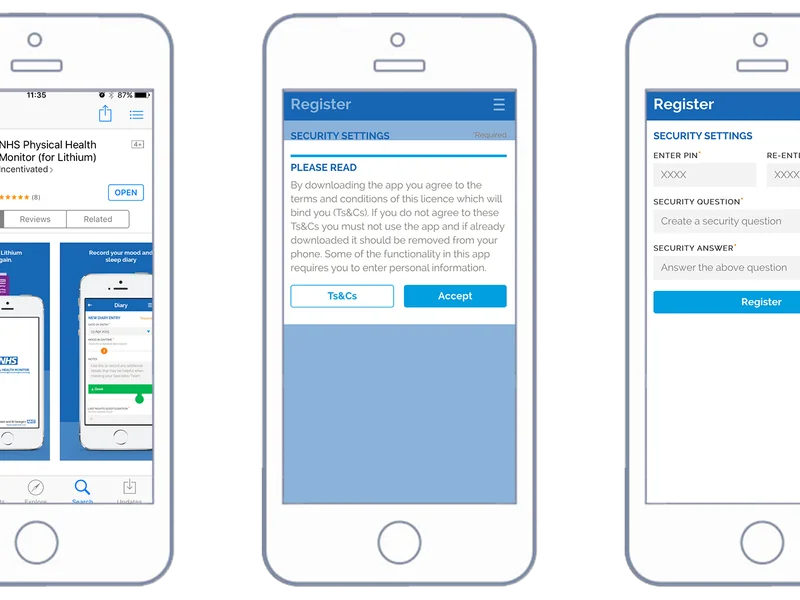 11:35
87%
NHS Physical Health
Monitor (for Lithium)
4+
Incentivated >
★★★★★ (8)
OPEN
Reviews
Related
Lithium
gain.
Record your mood and
sleep diary
NHS
HEALTH MONITOR
Diary
NEW DIARY ENTRY
NOTES
Explore
Search
Updates
Register
SECURITY SETTINGS
*Required
PLEASE READ
By downloading the app you agree to the
terms and conditions of this licence which will
bind you (Ts&Cs). If you do not agree to these
Ts&Cs you must not use the app and if already
downloaded it should be removed from your
phone. Some of the functionality in this app
requires you to enter personal information.
Ts&Cs
Accept
Register
SECURITY SETTINGS
ENTER PIN*
RE-ENTE
XXXX
XXXX
SECURITY QUESTION*
Create a security question
SECURITY ANSWER*
Answer the above question
Register